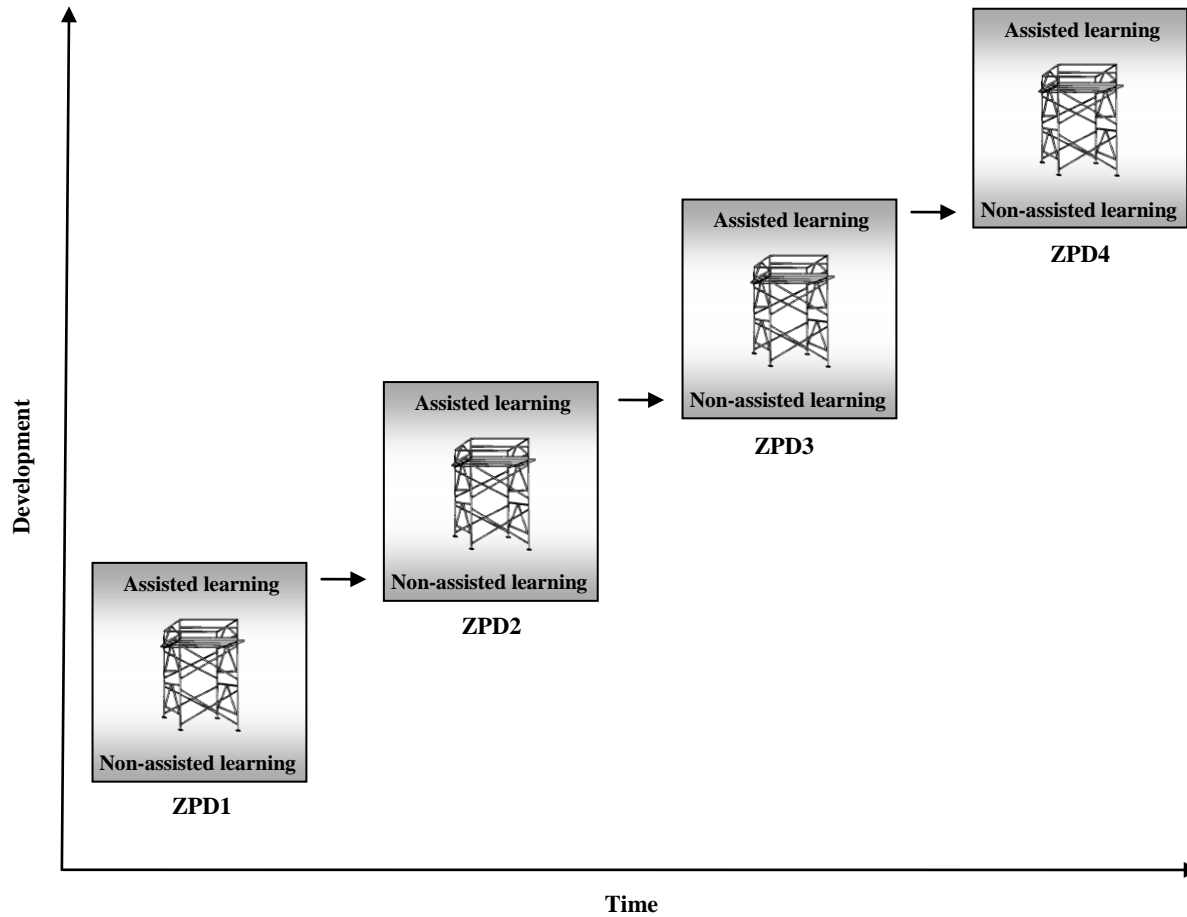 Assisted learning
Non-assisted learning
ZPD4
Assisted learning
Non-assisted learning
ZPD3
Assisted learning
Non-assisted learning
ZPD2
Assisted learning
Non-assisted learning
ZPD1
Development
Time